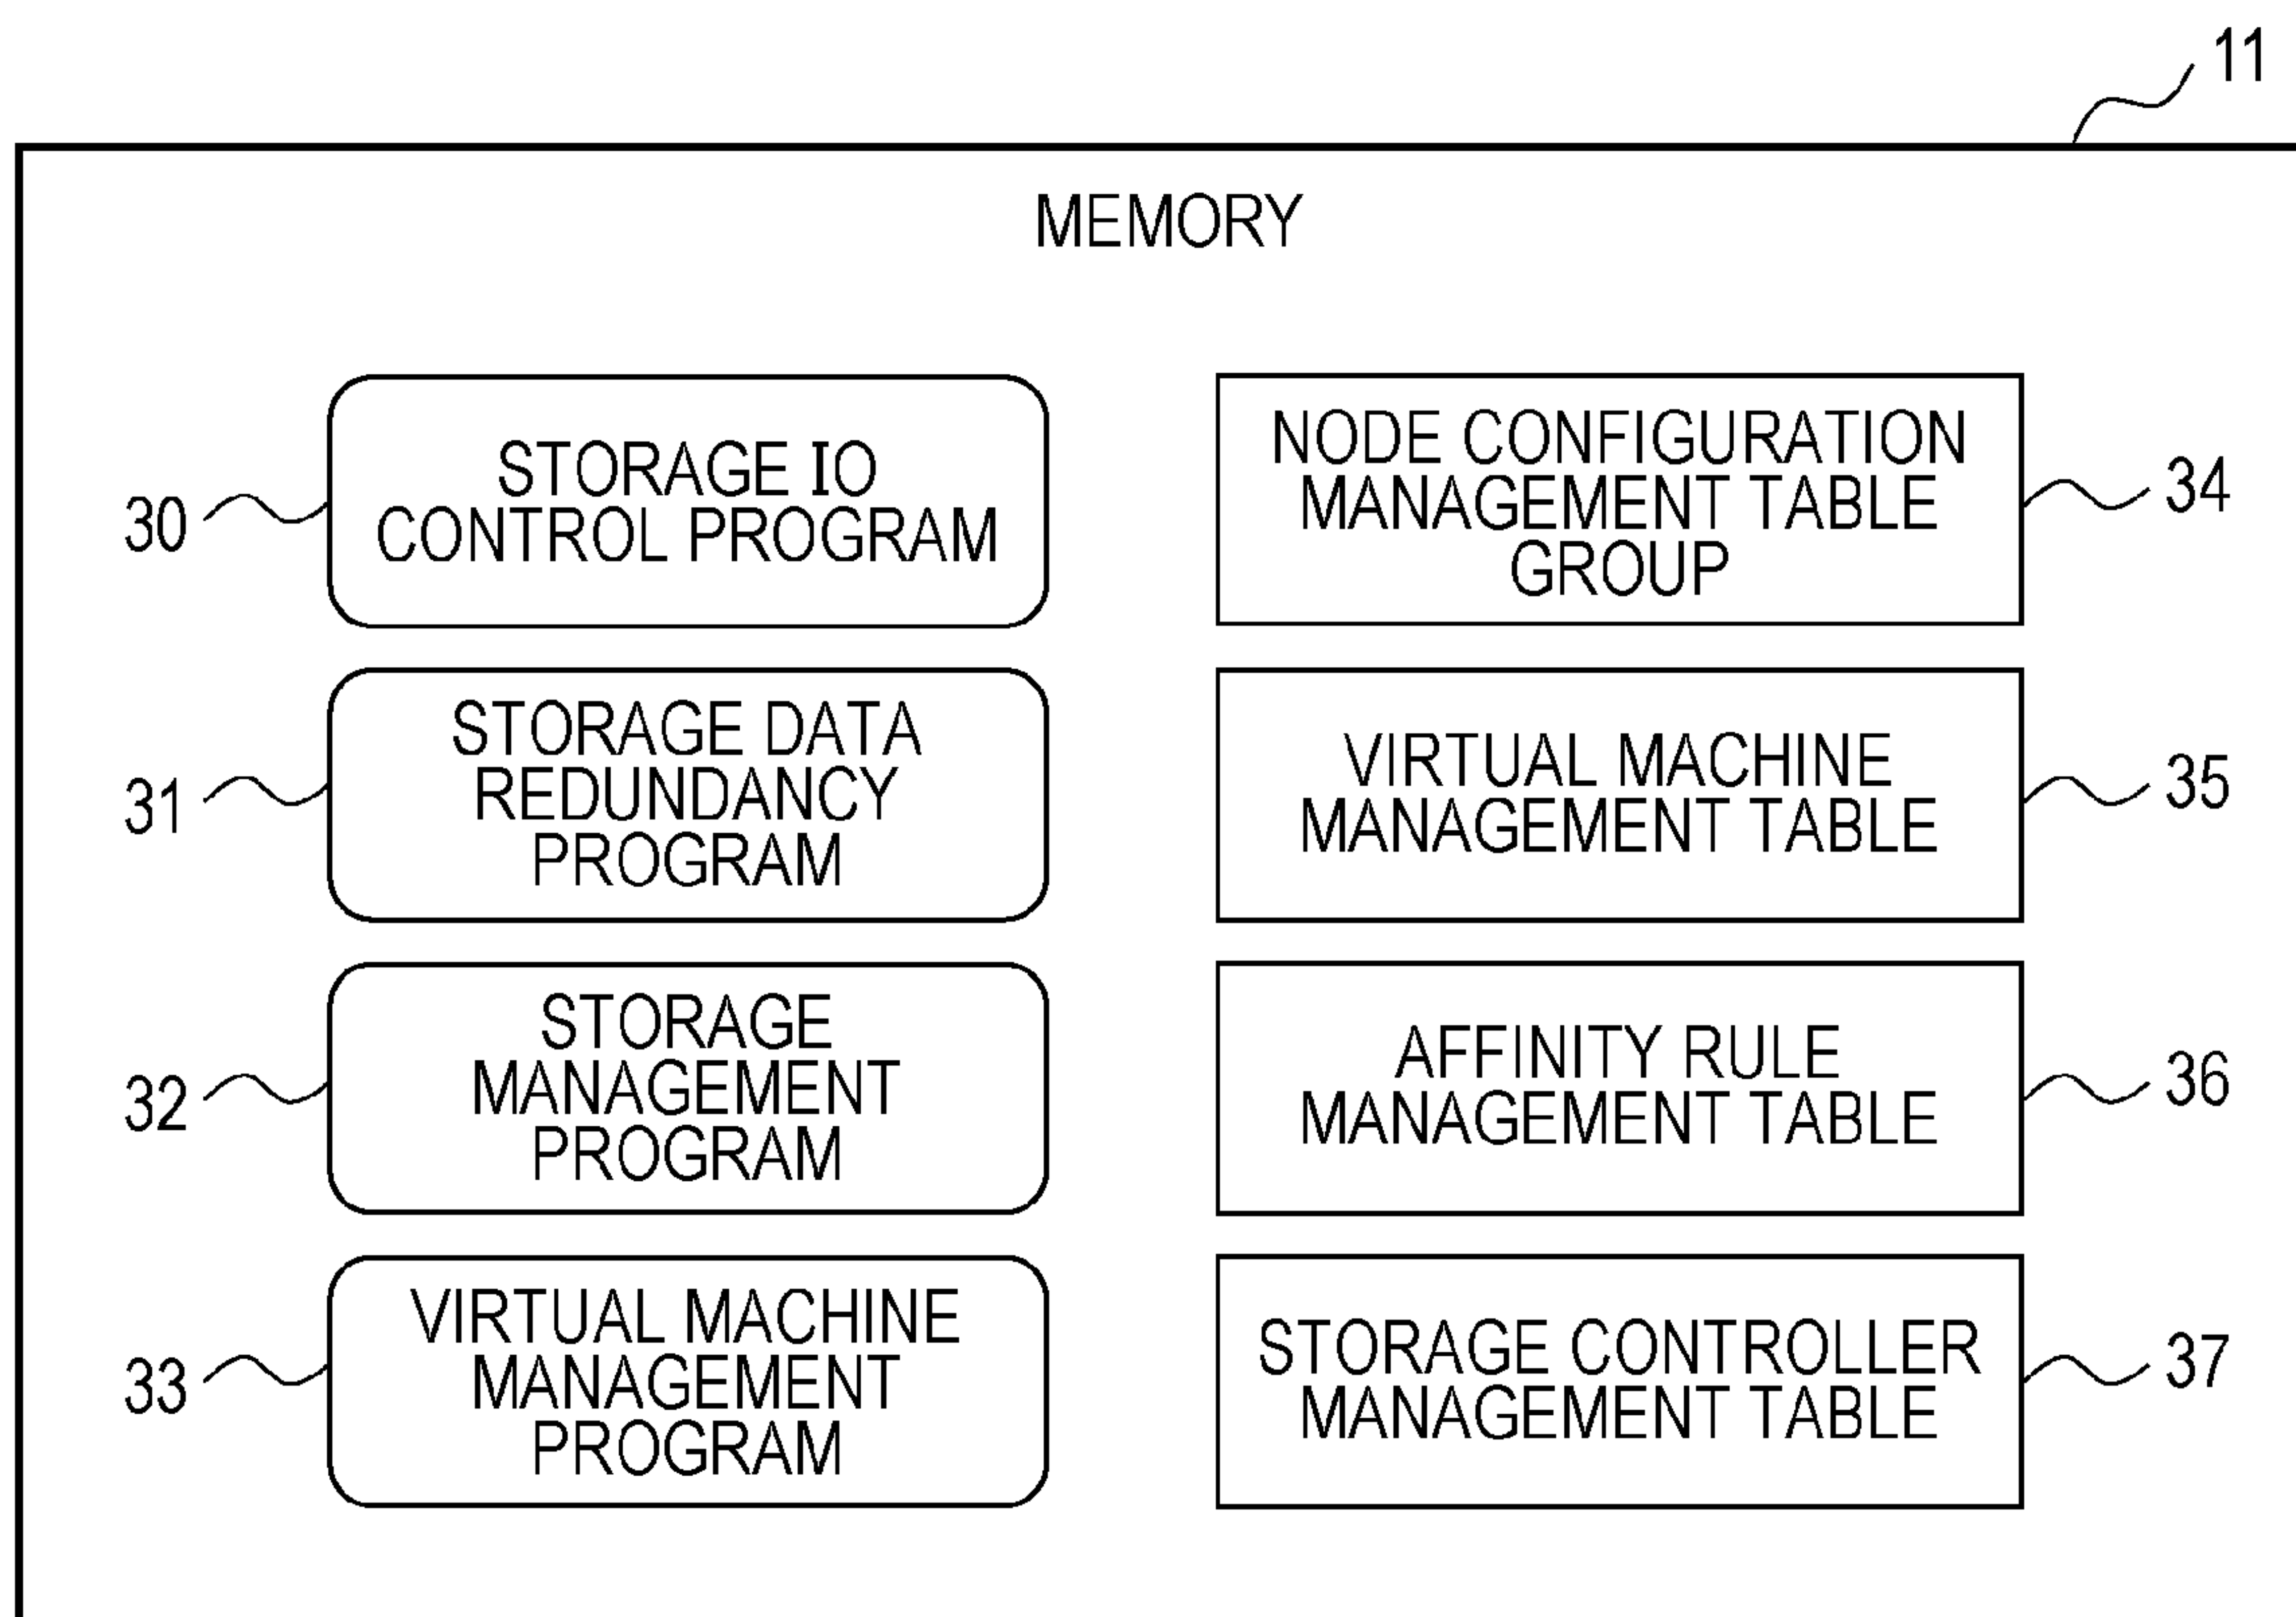 11
MEMORY
30
STORAGE IO
CONTROL PROGRAM
NODE CONFIGURATION
MANAGEMENT TABLE
GROUP
34
31
STORAGE DATA
REDUNDANCY
PROGRAM
VIRTUAL MACHINE
MANAGEMENT TABLE
35
32
STORAGE
MANAGEMENT
PROGRAM
AFFINITY RULE
MANAGEMENT TABLE
36
33
VIRTUAL MACHINE
MANAGEMENT
PROGRAM
STORAGE CONTROLLER
MANAGEMENT TABLE
37